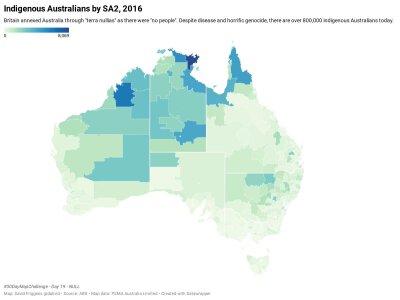 Indigenous Australians by SA2, 2016
Britain annexed Australia through "terra nullias" as there were "no people". Despite disease and horrific genocide, there are over 800,000 Indigenous Australians today.
0 8,069
#30DayMapChallenge - Day 19 - NULL
Map: David Friggens @dakvid • Source: ABS • Map data: PSMA Australia Limited • Created with Datawrapper